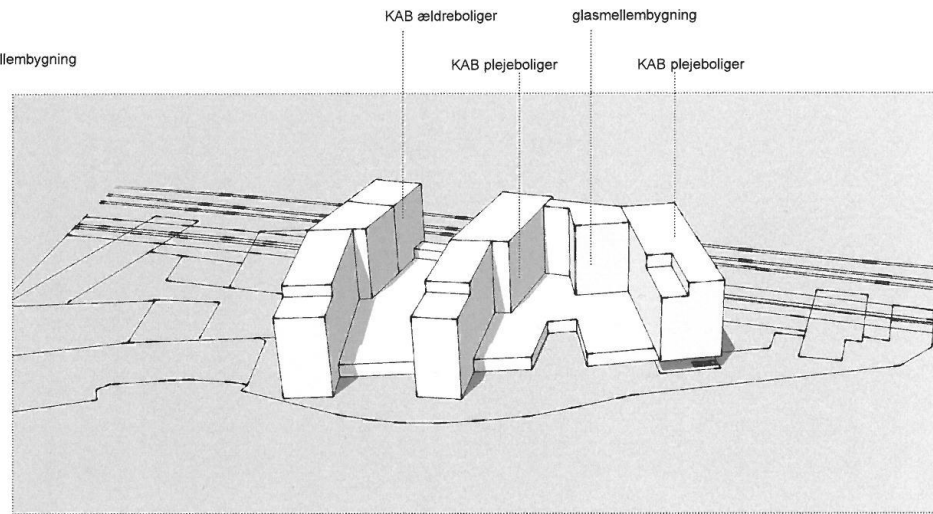 KAB ældreboliger
glasmellembygning
llembygning
KAB plejeboliger
KAB plejeboliger